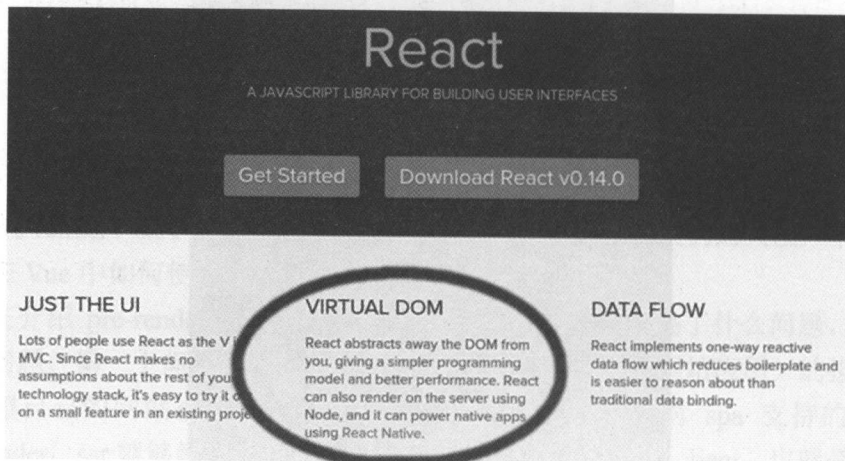 React
A JAVASCRIPT LIBRARY FOR BUILDING USER INTERFACES
Get Started
Download React v0.14.0
JUST THE UI
Lots of people use React as the V
MVC. Since React makes no
assumptions about the rest of
technology stack, it's easy to try it
on a small feature in an existing
VIRTUAL DOM
React abstracts away the DOM from
you, giving a simpler programming
model and better performance. React
can also render on the server using
Node, and it can power native apps
using React Native.
DATA FLOW
React implements one-way reactive
data flow which reduces boilerplate and
is easier to reason about than
traditional data binding.